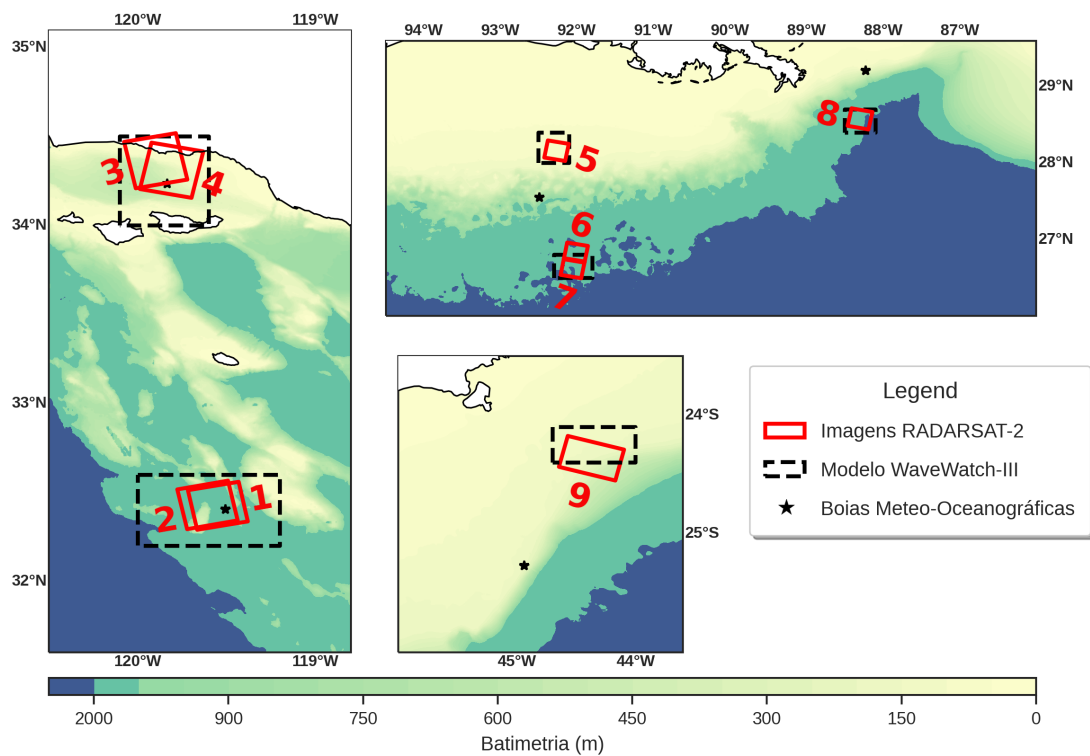 120°W 119°W
35°N
34°N
33°N
32°N
120°W 119°W
3
4
1
2
94°W 93°W 92°W 91°W 90°W 89°W 88°W 87°W
29°N
28°N
27°N
8
5
6
7
24°S
25°S
45°W 44°W
9
Legend
Imagens RADARSAT-2
Modelo WaveWatch-III
Boias Meteo-Oceanográficas
2000 900 750 600 450 300 150 0
Batimetria (m)